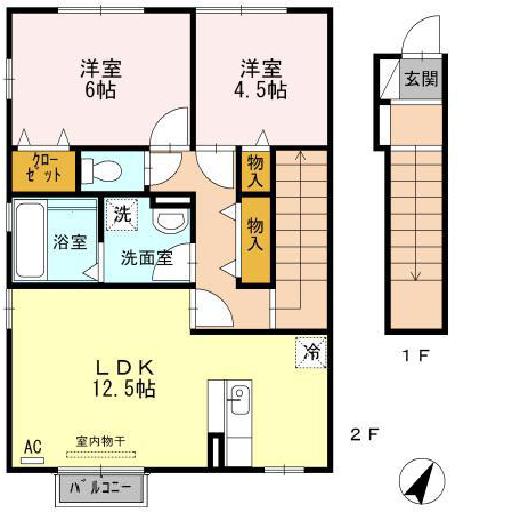 洋室
6帖
洋室
4.5帖
玄関
クロー
ゼット
物
入
洗
物
入
浴室
洗面室
1F
LDK
12.5帖
冷
2F
AC
室内物干
バルコニー